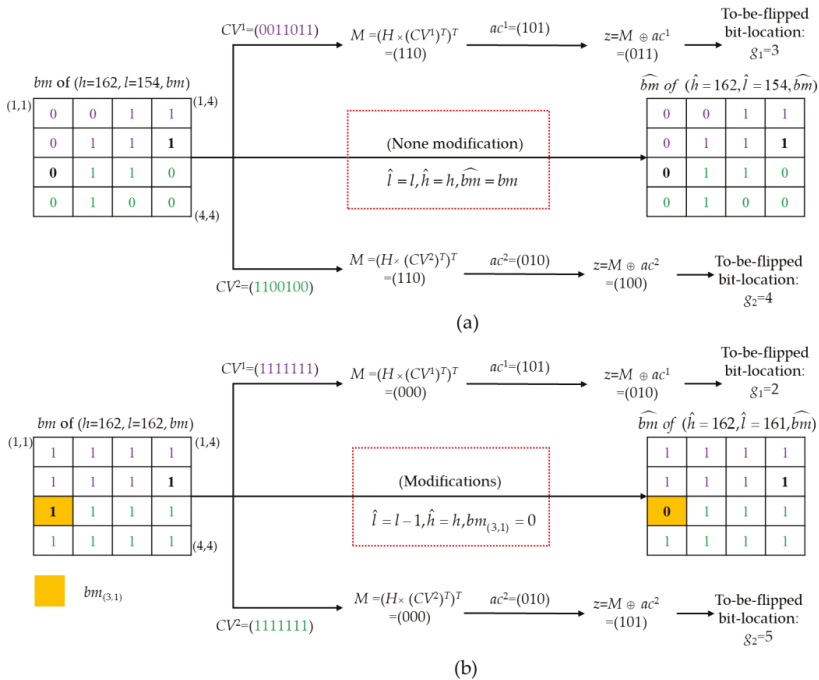 CV¹=(0011011)
M =(H × (CV¹)ᵀ)ᵀ
=(110)
ac¹=(101)
z=M ⊕ ac¹
=(011)
To-be-flipped
bit-location:
g₁=3
bm of (h=162, l=154, bm)
(1,1)
(1,4)
0 0 1 1
0 1 1 1
0 1 1 0
0 1 0 0
(4,4)
(None modification)
l̂ = l, ĥ = h, b̂m = bm
b̂m of (ĥ = 162, l̂ = 154, b̂m)
0 0 1 1
0 1 1 1
0 1 1 0
0 1 0 0
CV²=(1100100)
M =(H× (CV²)ᵀ)ᵀ
=(110)
ac²=(010)
z=M ⊕ ac²
=(100)
To-be-flipped
bit-location:
g₂=4
(a)
CV¹=(1111111)
M =(H × (CV¹)ᵀ)ᵀ
=(000)
ac¹=(101)
z=M ⊕ ac¹
=(010)
To-be-flipped
bit-location:
g₁=2
bm of (h=162, l=162, bm)
(1,1)
(1,4)
1 1 1 1
1 1 1 1
1 1 1 1
1 1 1 1
(4,4)
bm₍₃,₁₎
(Modifications)
l̂ = l − 1, ĥ = h, bm₍₃,₁₎ = 0
b̂m of (ĥ = 162, l̂ = 161, b̂m)
1 1 1 1
1 1 1 1
0 1 1 1
1 1 1 1
CV²=(1111111)
M =(H× (CV²)ᵀ)ᵀ
=(000)
ac²=(010)
z=M ⊕ ac²
=(101)
To-be-flipped
bit-location:
g₂=5
(b)